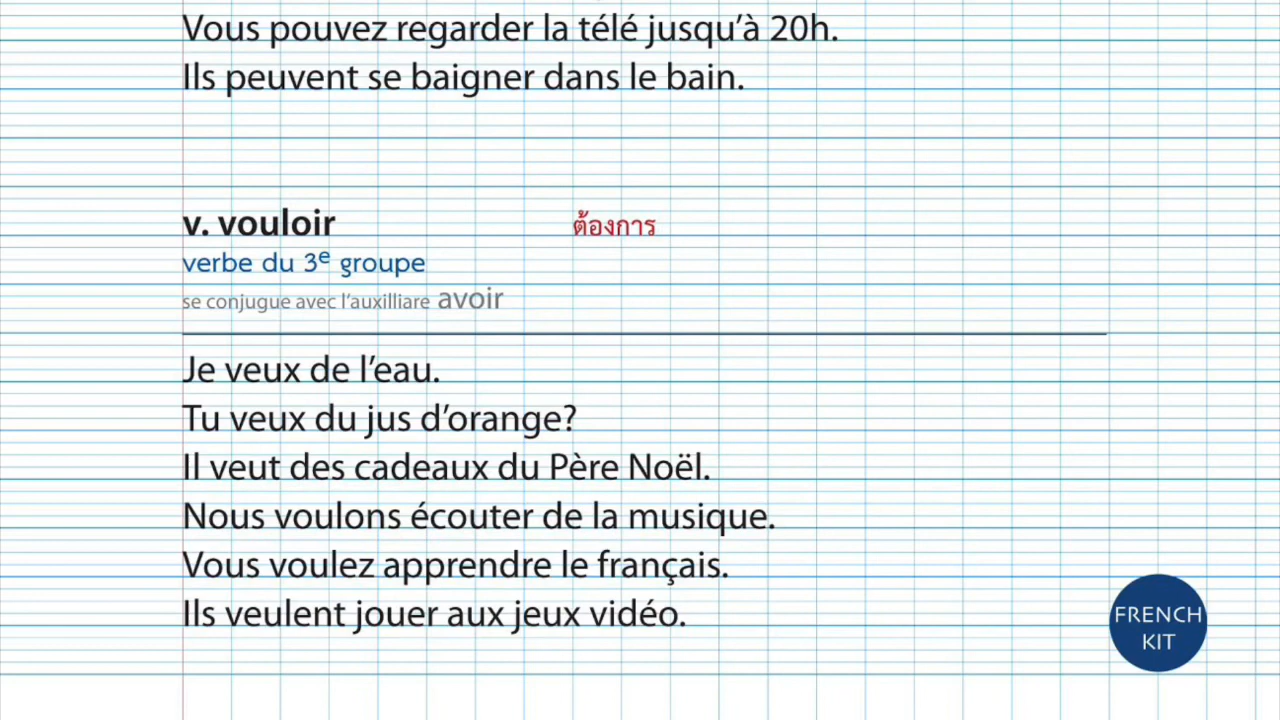 Vous pouvez regarder la télé jusqu’à 20h.
Ils peuvent se baigner dans le bain.
v. vouloir ต้องการ
verbe du 3e groupe
se conjugue avec l’auxilliare avoir
Je veux de l’eau.
Tu veux du jus d’orange?
Il veut des cadeaux du Père Noël.
Nous voulons écouter de la musique.
Vous voulez apprendre le français.
Ils veulent jouer aux jeux vidéo.
FRENCH
KIT